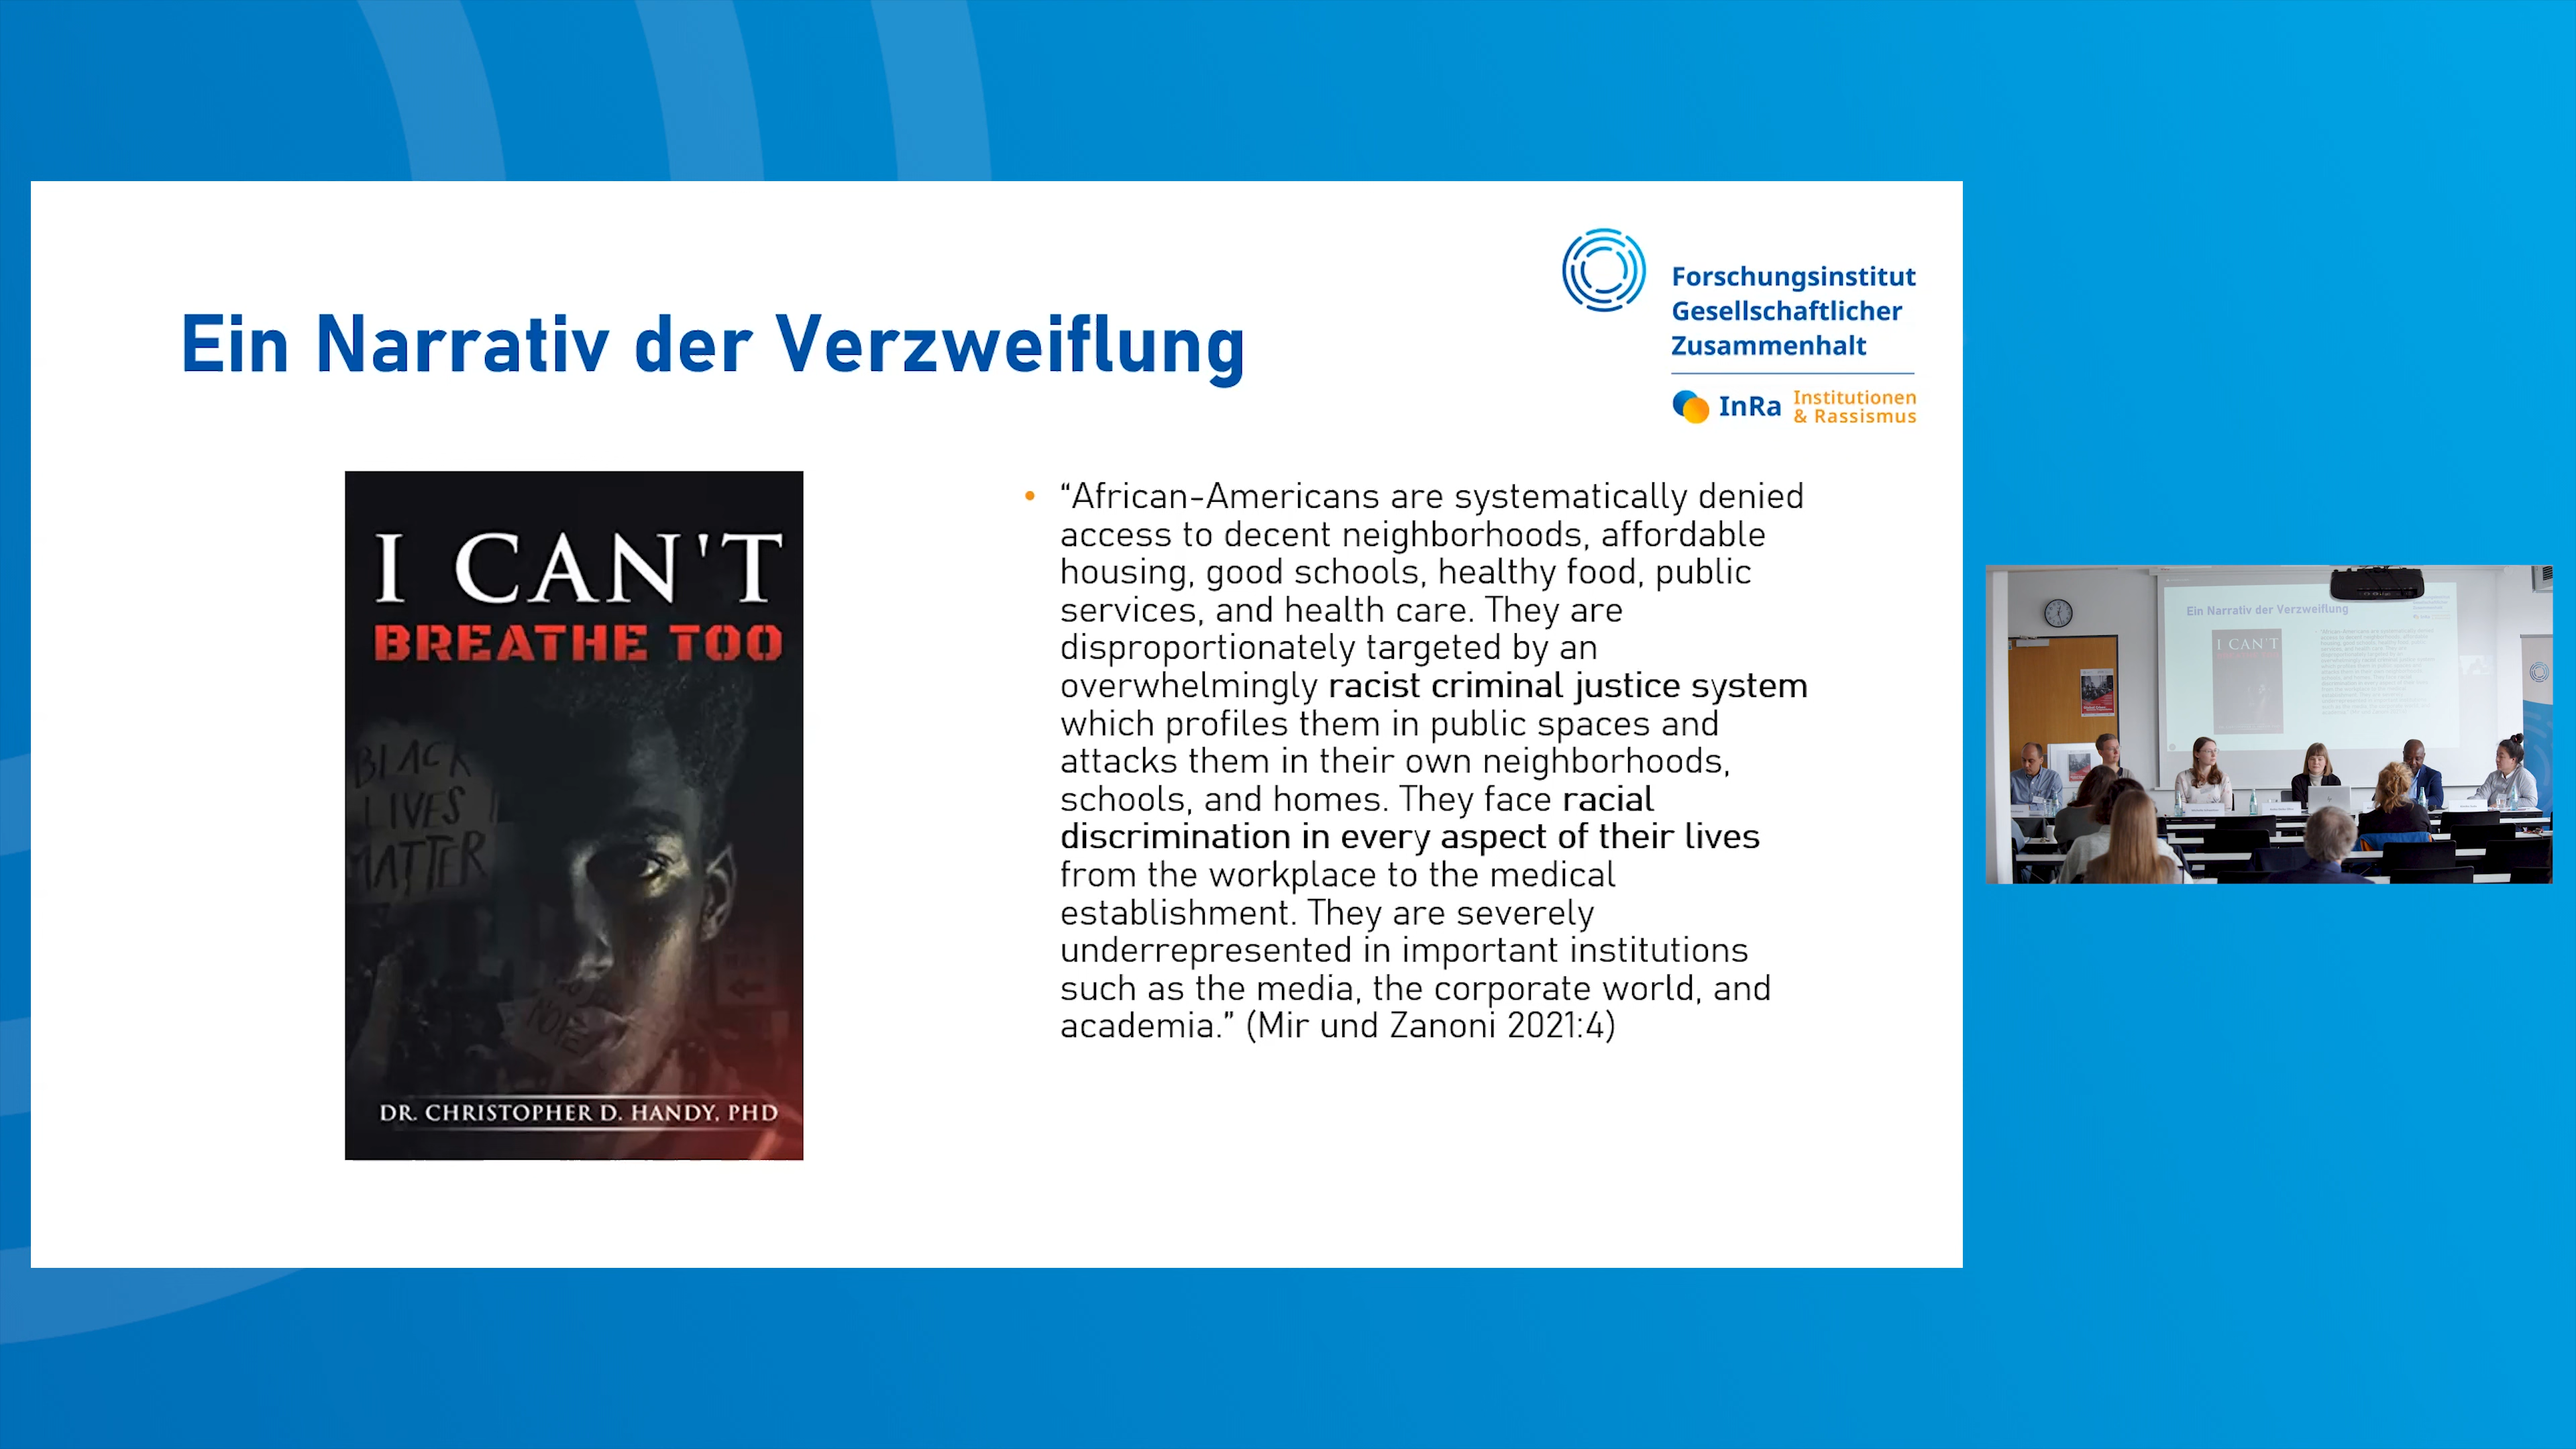 Forschungsinstitut
Gesellschaftlicher
Zusammenhalt
InRa
Institutionen
& Rassismus
Ein Narrativ der Verzweiflung
I CAN'T
BREATHE TOO
BLACK
LIVES
MATTER
DR. CHRISTOPHER D. HANDY, PHD
• “African-Americans are systematically denied
access to decent neighborhoods, affordable
housing, good schools, healthy food, public
services, and health care. They are
disproportionately targeted by an
overwhelmingly racist criminal justice system
which profiles them in public spaces and
attacks them in their own neighborhoods,
schools, and homes. They face racial
discrimination in every aspect of their lives
from the workplace to the medical
establishment. They are severely
underrepresented in important institutions
such as the media, the corporate world, and
academia.” (Mir und Zanoni 2021:4)
Ein Narrativ der Verzweiflung
I CAN'T